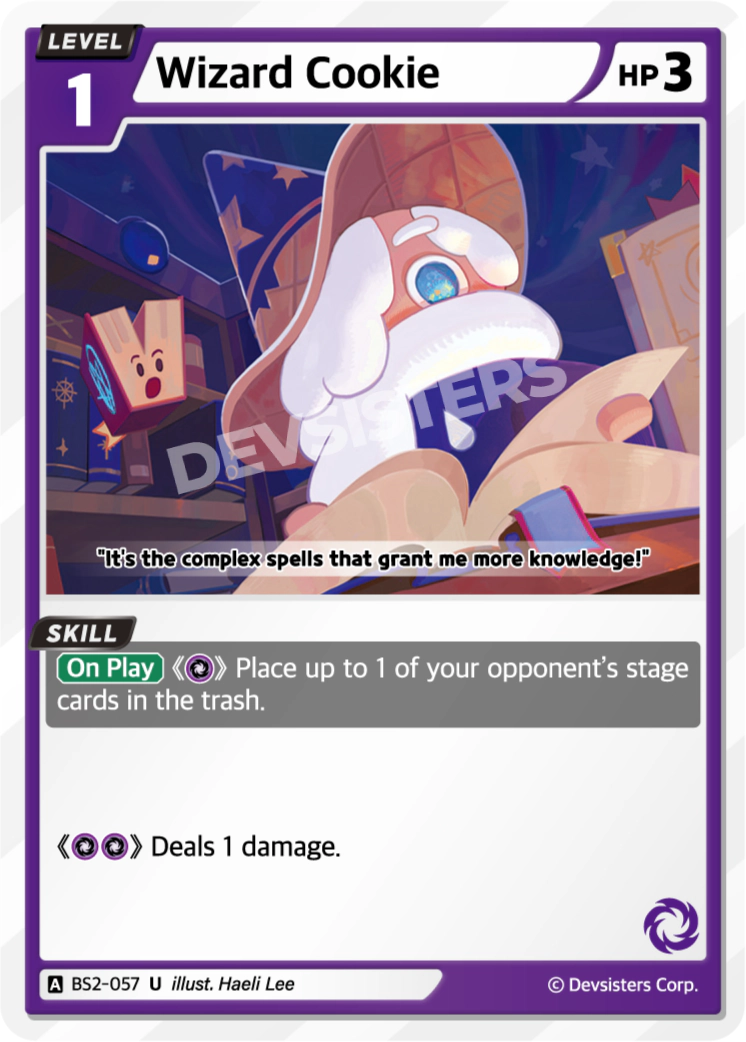 LEVEL
1
Wizard Cookie
HP 3
DEVSISTERS
"It's the complex spells that grant me more knowledge!"
SKILL
On Play 《》 Place up to 1 of your opponent's stage
cards in the trash.
《》 Deals 1 damage.
A BS2-057 U illust. Haeli Lee
© Devsisters Corp.